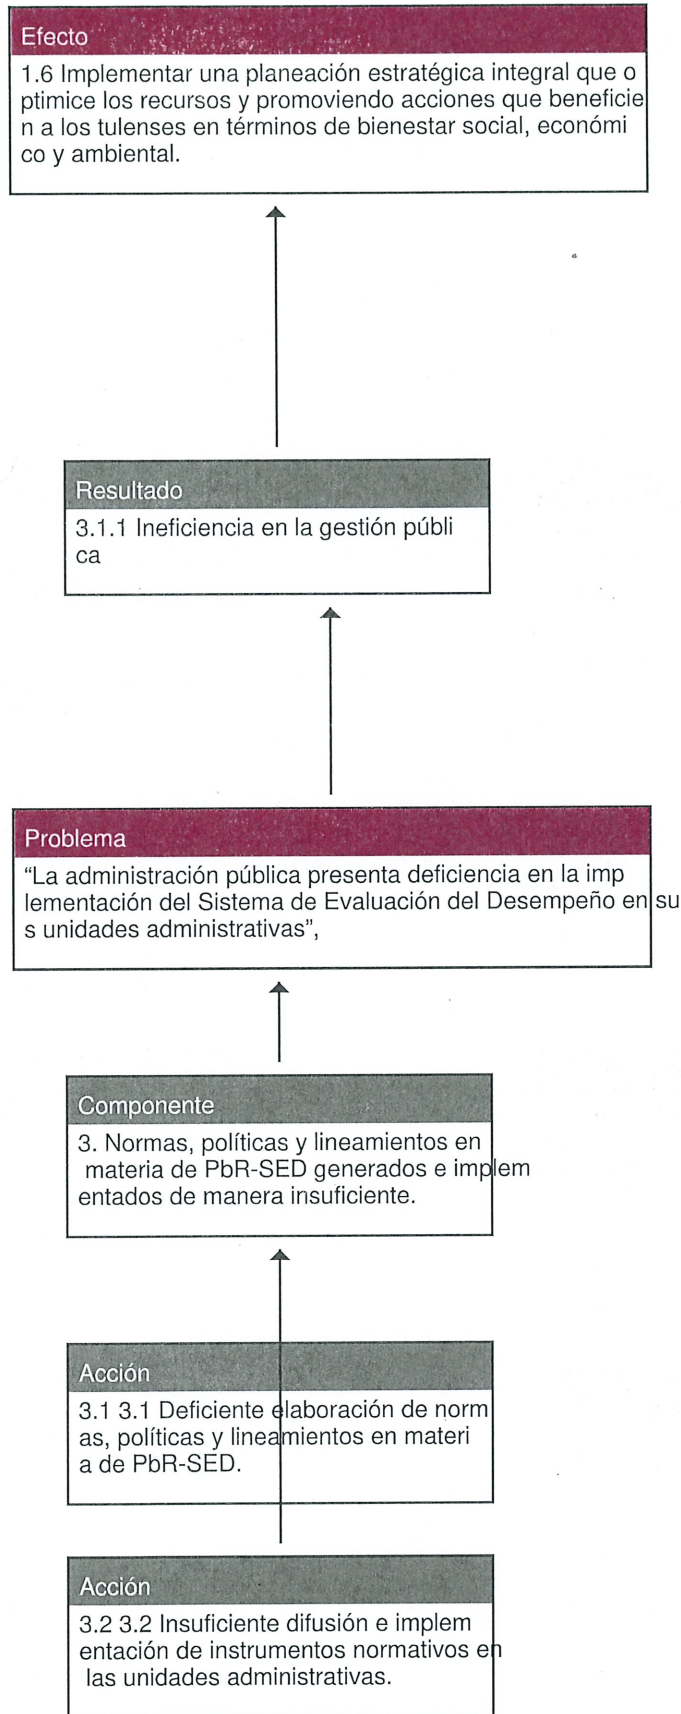 Efecto
1.6 Implementar una planeación estratégica integral que o
ptimice los recursos y promoviendo acciones que beneficie
n a los tulenses en términos de bienestar social, económi
co y ambiental.
Resultado
3.1.1 Ineficiencia en la gestión públi
ca
Problema
“La administración pública presenta deficiencia en la imp
lementación del Sistema de Evaluación del Desempeño en su
s unidades administrativas”,
Componente
3. Normas, políticas y lineamientos en
materia de PbR-SED generados e implem
entados de manera insuficiente.
Acción
3.1 3.1 Deficiente elaboración de norm
as, políticas y lineamientos en materi
a de PbR-SED.
Acción
3.2 3.2 Insuficiente difusión e implem
entación de instrumentos normativos en
las unidades administrativas.